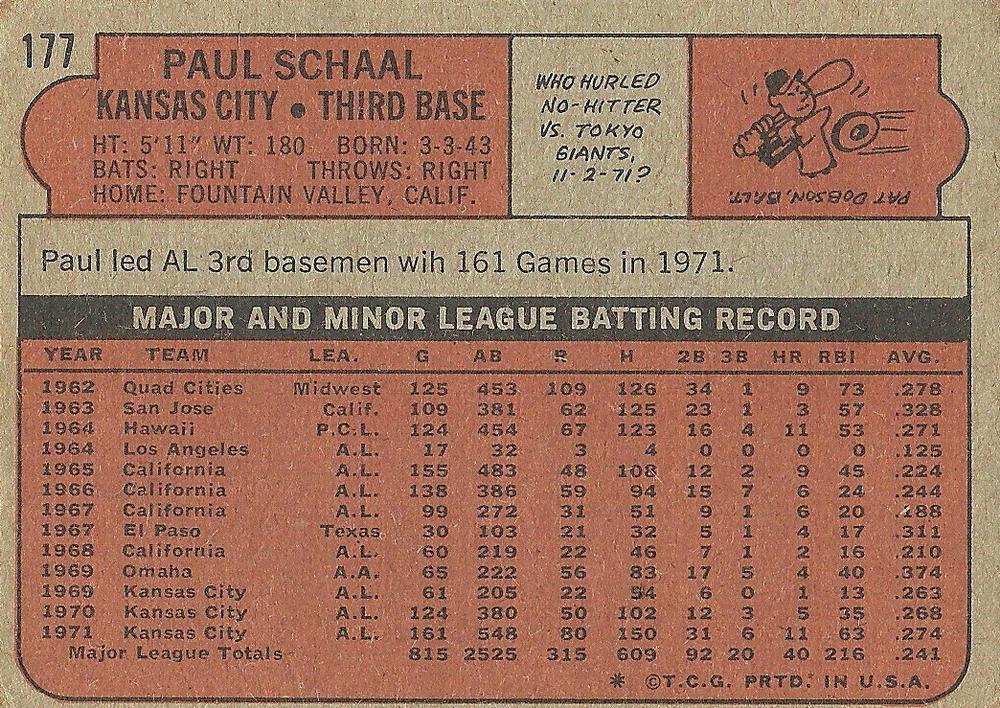 177
PAUL SCHAAL
KANSAS CITY • THIRD BASE
HT: 5'11" WT: 180 BORN: 3-3-43
BATS: RIGHT THROWS: RIGHT
HOME: FOUNTAIN VALLEY, CALIF.
WHO HURLED
NO-HITTER
VS. TOKYO
GIANTS,
11-2-71?
PAT DOBSON, BALT.
Paul led AL 3rd basemen wih 161 Games in 1971.
MAJOR AND MINOR LEAGUE BATTING RECORD
YEAR TEAM LEA. G AB R H 2B 3B HR RBI AVG.
1962 Quad Cities Midwest 125 453 109 126 34 1 9 73 .278
1963 San Jose Calif. 109 381 62 125 23 1 3 57 .328
1964 Hawaii P.C.L. 124 454 67 123 16 4 11 53 .271
1964 Los Angeles A.L. 17 32 3 4 0 0 0 0 .125
1965 California A.L. 155 483 48 108 12 2 9 45 .224
1966 California A.L. 138 386 59 94 15 7 6 24 .244
1967 California A.L. 99 272 31 51 9 1 6 20 .188
1967 El Paso Texas 30 103 21 32 5 1 4 17 .311
1968 California A.L. 60 219 22 46 7 1 2 16 .210
1969 Omaha A.A. 65 222 56 83 17 5 4 40 .374
1969 Kansas City A.L. 61 205 22 54 6 0 1 13 .263
1970 Kansas City A.L. 124 380 50 102 12 3 5 35 .268
1971 Kansas City A.L. 161 548 80 150 31 6 11 63 .274
Major League Totals 815 2525 315 609 92 20 40 216 .241
* ©T.C.G. PRTD. IN U.S.A.